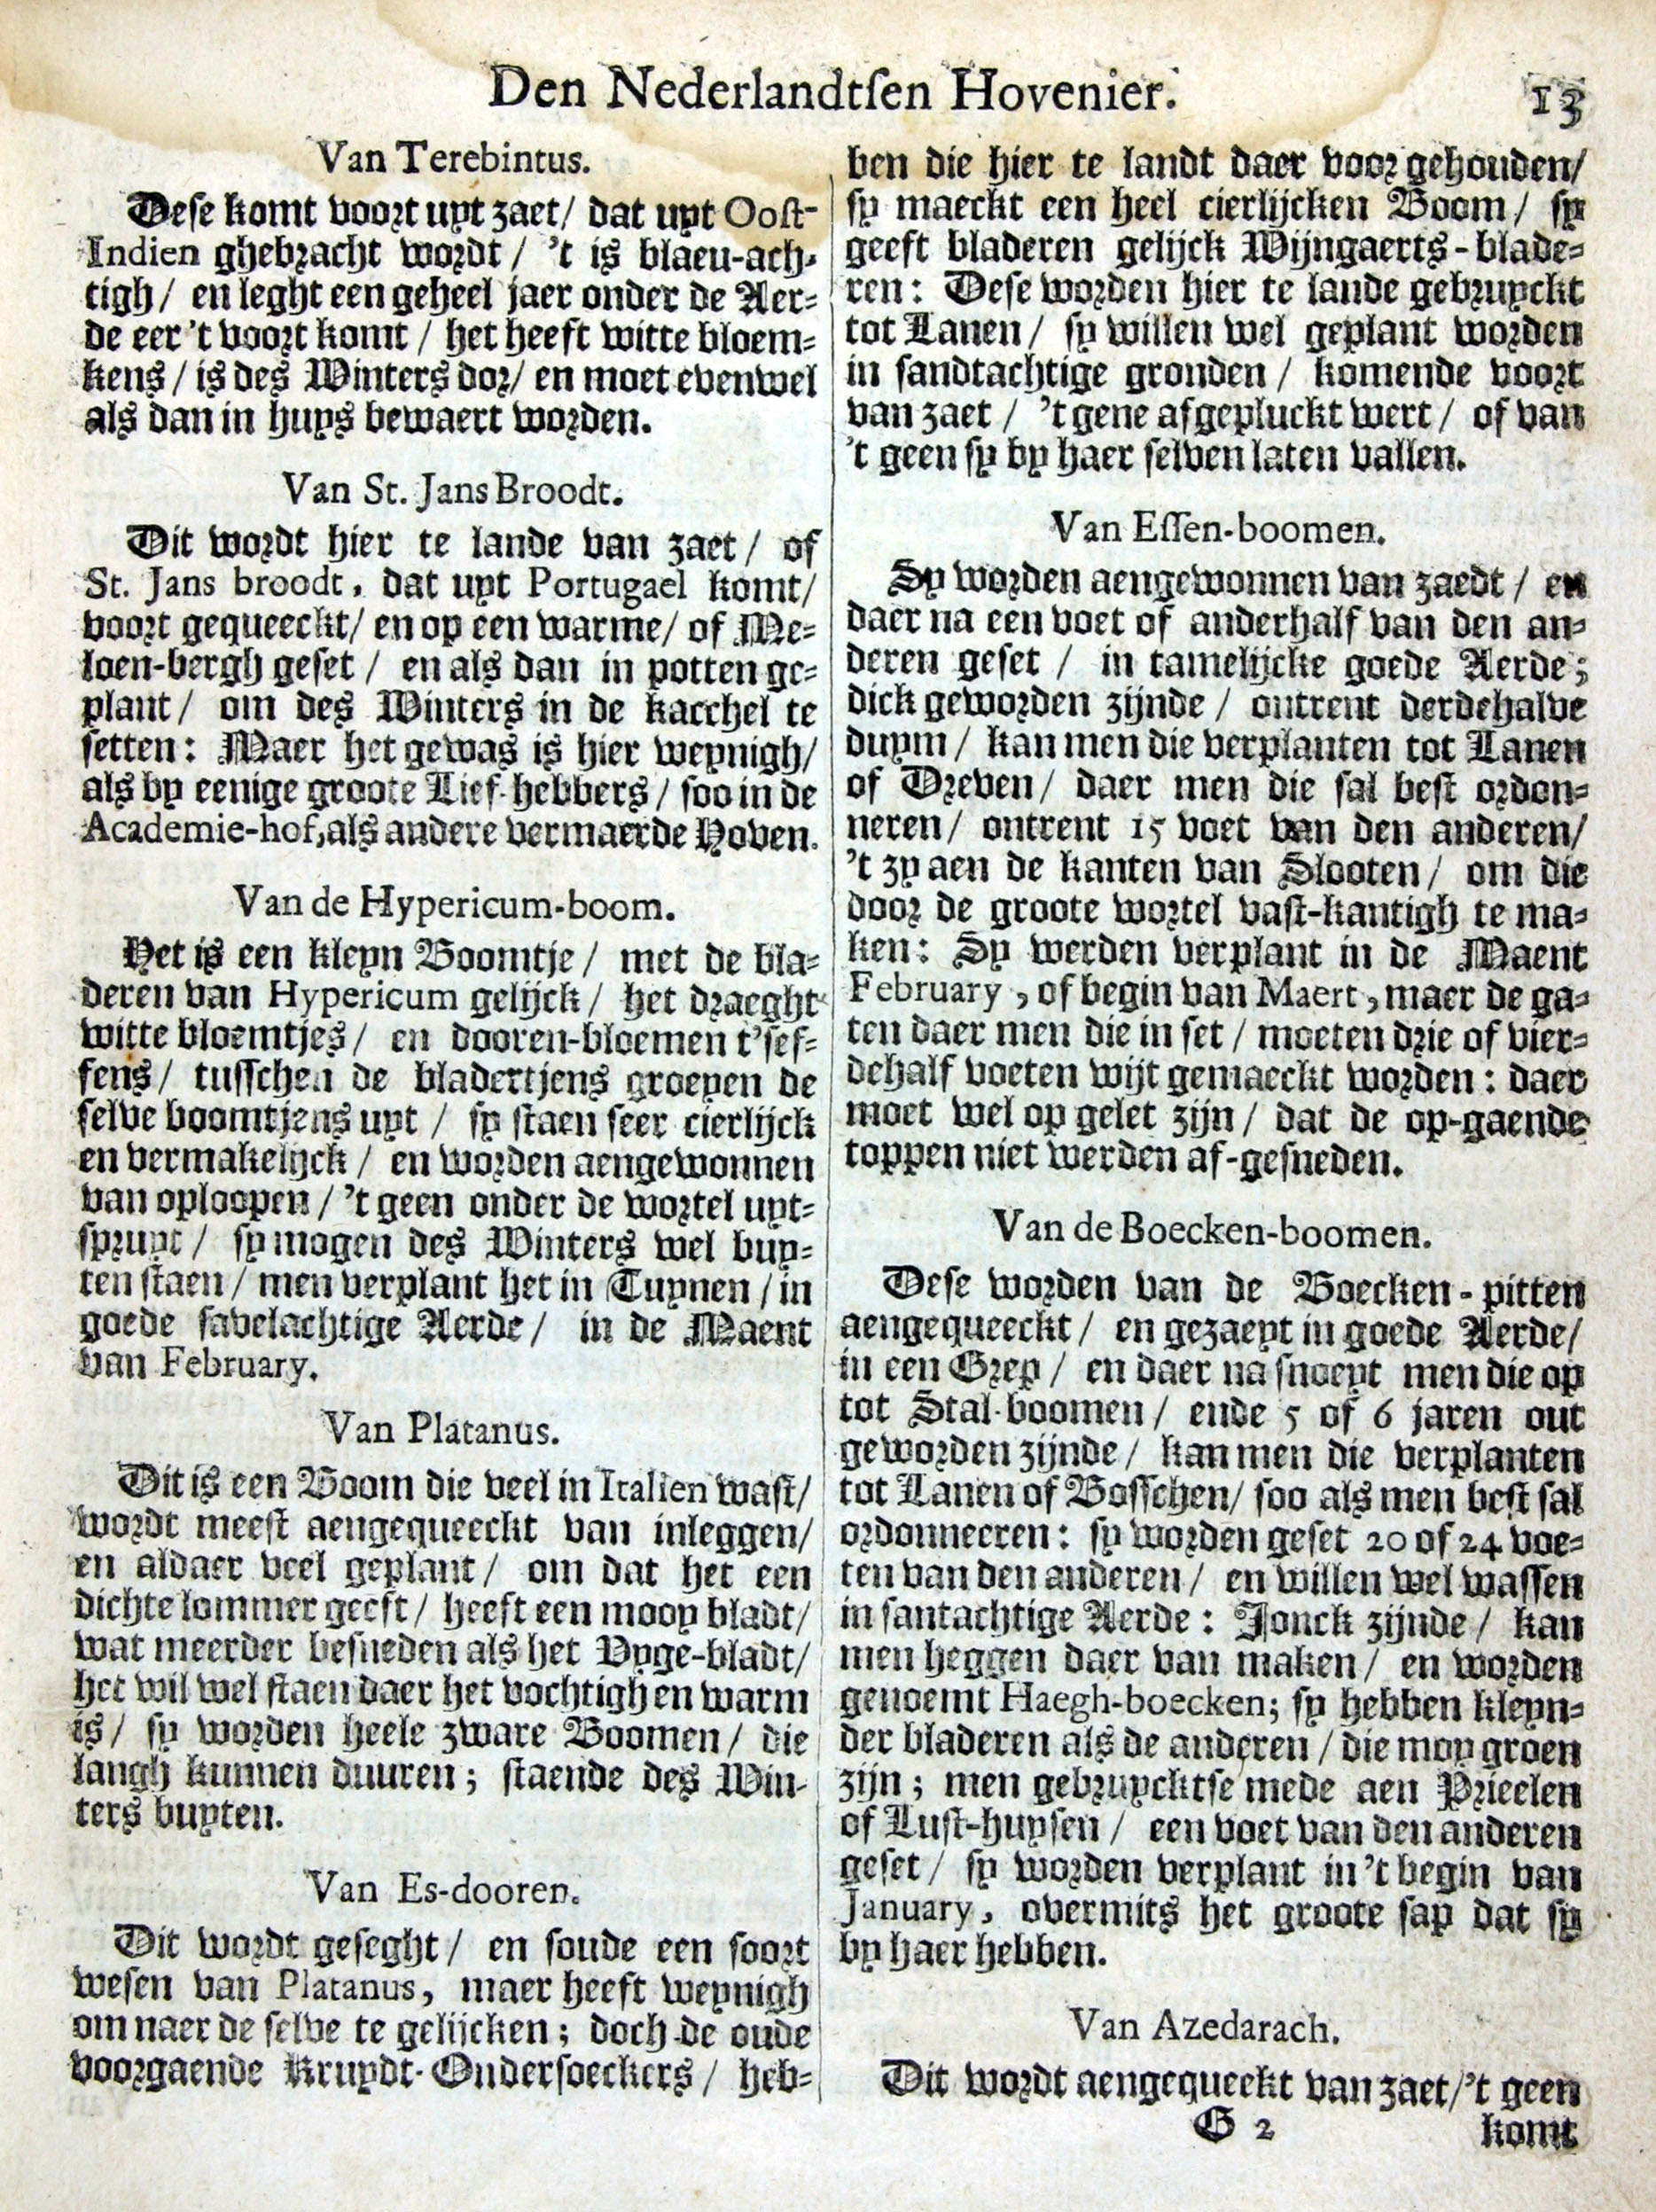 Den Nederlandtsen Hovenier. 13
Van Terebintus.
Dese komt voort uyt zaet/ dat uyt Oost-
Indien ghebracht wordt / 't is blaeu-ach-
tigh / en leght een geheel jaer onder de Aer-
de eer 't voort komt / het heeft witte bloem-
kens / is des Winters dor/ en moet evenwel
als dan in huys bewaert worden.
Van St. Jans Broodt.
Dit wordt hier te lande van zaet / of
St. Jans broodt, dat uyt Portugael komt/
voort gequeeckt/ en op een warme/ of Me-
loen-bergh geset / en als dan in potten ge-
plant / om des Winters in de kacchel te
setten: Maer het gewas is hier weynigh/
als by eenige groote Lief-hebbers / soo in de
Academie-hof, als andere vermaerde Hoven.
Van de Hypericum-boom.
Het is een kleyn Boomtje / met de bla-
deren van Hypericum gelijck / het draeght
witte bloemtjes / en dooren-bloemen t'sef-
fens / tusschen de bladertjens groeyen de
selve boomtjens uyt / sy staen seer cierlijck
en vermakelijck / en worden aengewonnen
van oploopen / 't geen onder de wortel uyt-
spruyt / sy mogen des Winters wel buy-
ten staen / men verplant het in Tuynen / in
goede savelachtige Aerde / in de Maent
van February.
Van Platanus.
Dit is een Boom die veel in Italien wast/
wordt meest aengequeeckt van inleggen/
en aldaer veel geplant / om dat het een
dichte lommer geeft / heeft een mooy bladt/
wat meerder besneden als het Vyge-bladt/
het wil wel staen daer het vochtigh en warm
is / sy worden heele zware Boomen / die
langh kunnen duuren; staende des Win-
ters buyten.
Van Es-dooren.
Dit wordt geseght / en soude een soort
wesen van Platanus, maer heeft weynigh
om naer de selve te gelijcken; doch de oude
voorgaende Kruydt-Ondersoeckers / heb-
ben die hier te landt daer voor gehouden/
sy maeckt een heel cierlijcken Boom / sy
geeft bladeren gelijck Wijngaerts-blade-
ren: Dese worden hier te lande gebruyckt
tot Lanen / sy willen wel geplant worden
in sandtachtige gronden / komende voort
van zaet / 't gene afgepluckt wert / of van
't geen sy by haer selven laten vallen.
Van Essen-boomen.
Sy worden aengewonnen van zaedt / en
daer na een voet of anderhalf van den an-
deren geset / in tamelijcke goede Aerde;
dick geworden zijnde / ontrent derdehalve
duym / kan men die verplanten tot Lanen
of Dreven / daer men die sal best ordon-
neren / ontrent 15 voet van den anderen/
't zy aen de kanten van Slooten / om die
door de groote wortel vast-kantigh te ma-
ken: Sy werden verplant in de Maent
February, of begin van Maert, maer de ga-
ten daer men die in set / moeten drie of vier-
dehalf voeten wijt gemaeckt worden: daer
moet wel op gelet zijn / dat de op-gaende
toppen niet werden af-gesneden.
Van de Boecken-boomen.
Dese worden van de Boecken-pitten
aengequeeckt / en gezaeyt in goede Aerde/
in een Grep / en daer na snoeyt men die op
tot Stal-boomen / ende 5 of 6 jaren out
geworden zijnde / kan men die verplanten
tot Lanen of Bosschen/ soo als men best sal
ordonneeren: sy worden geset 20 of 24 voe-
ten van den anderen / en willen wel wassen
in santachtige Aerde: Jonck zijnde / kan
men heggen daer van maken / en worden
genoemt Haegh-boecken; sy hebben kleyn-
der bladeren als de anderen / die moy groen
zijn; men gebruycktse mede aen Prieelen
of Lust-huysen / een voet van den anderen
geset / sy worden verplant in 't begin van
January, overmits het groote sap dat sy
by haer hebben.
Van Azedarach.
Dit wordt aengequeekt van zaet/'t geen
G 2 komt